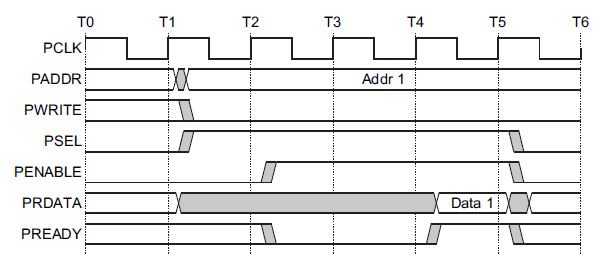 T0 T1 T2 T3 T4 T5 T6
PCLK
PADDR Addr 1
PWRITE
PSEL
PENABLE
PRDATA Data 1
PREADY